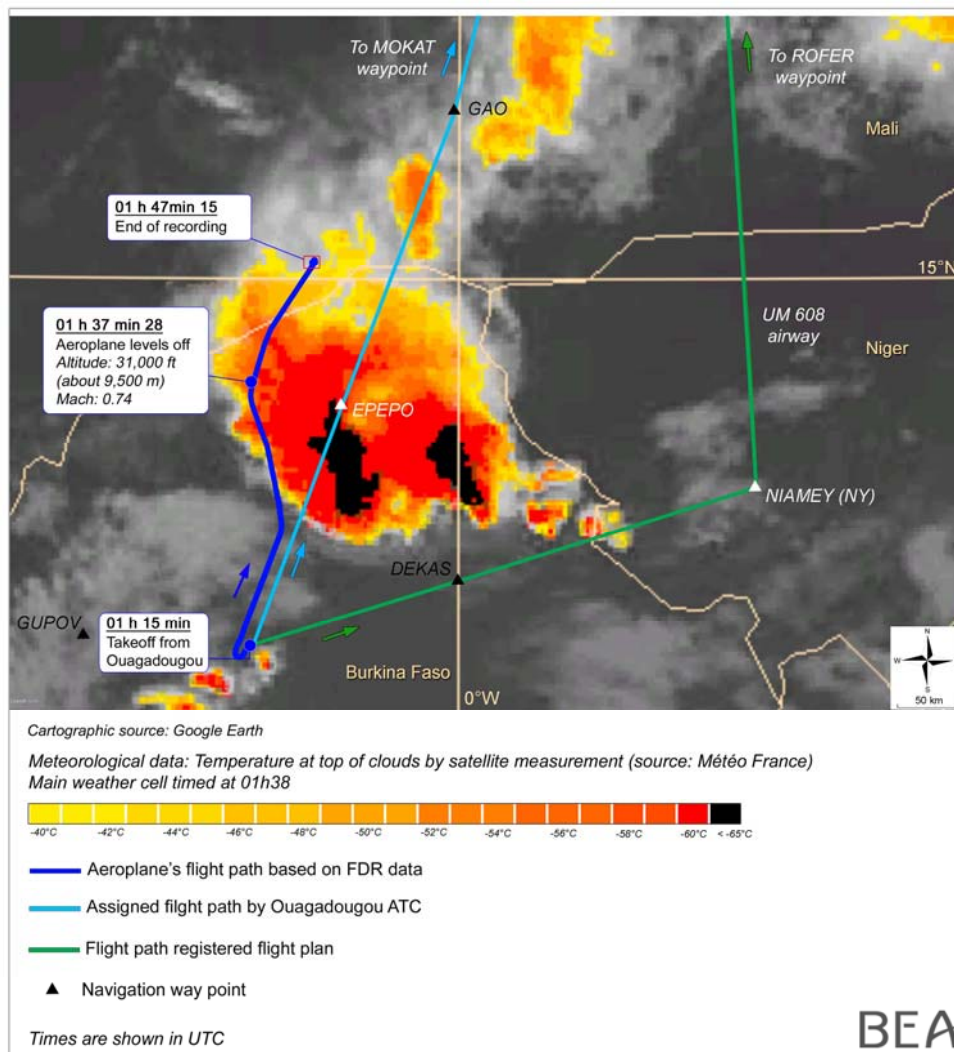 To MOKAT
waypoint
To ROFER
waypoint
GAO
Mali
01 h 47min 15
End of recording
15°N
01 h 37 min 28
Aeroplane levels off
Altitude: 31,000 ft
(about 9,500 m)
Mach: 0.74
UM 608
airway
Niger
EPEPO
NIAMEY (NY)
DEKAS
GUPOV
01 h 15 min
Takeoff from
Ouagadougou
Burkina Faso
0°W
N
W E
S
50 km
Cartographic source: Google Earth
Meteorological data: Temperature at top of clouds by satellite measurement (source: Météo France)
Main weather cell timed at 01h38
-40°C -42°C -44°C -46°C -48°C -50°C -52°C -54°C -56°C -58°C -60°C < -65°C
Aeroplane's flight path based on FDR data
Assigned filght path by Ouagadougou ATC
Flight path registered flight plan
Navigation way point
Times are shown in UTC
BEA